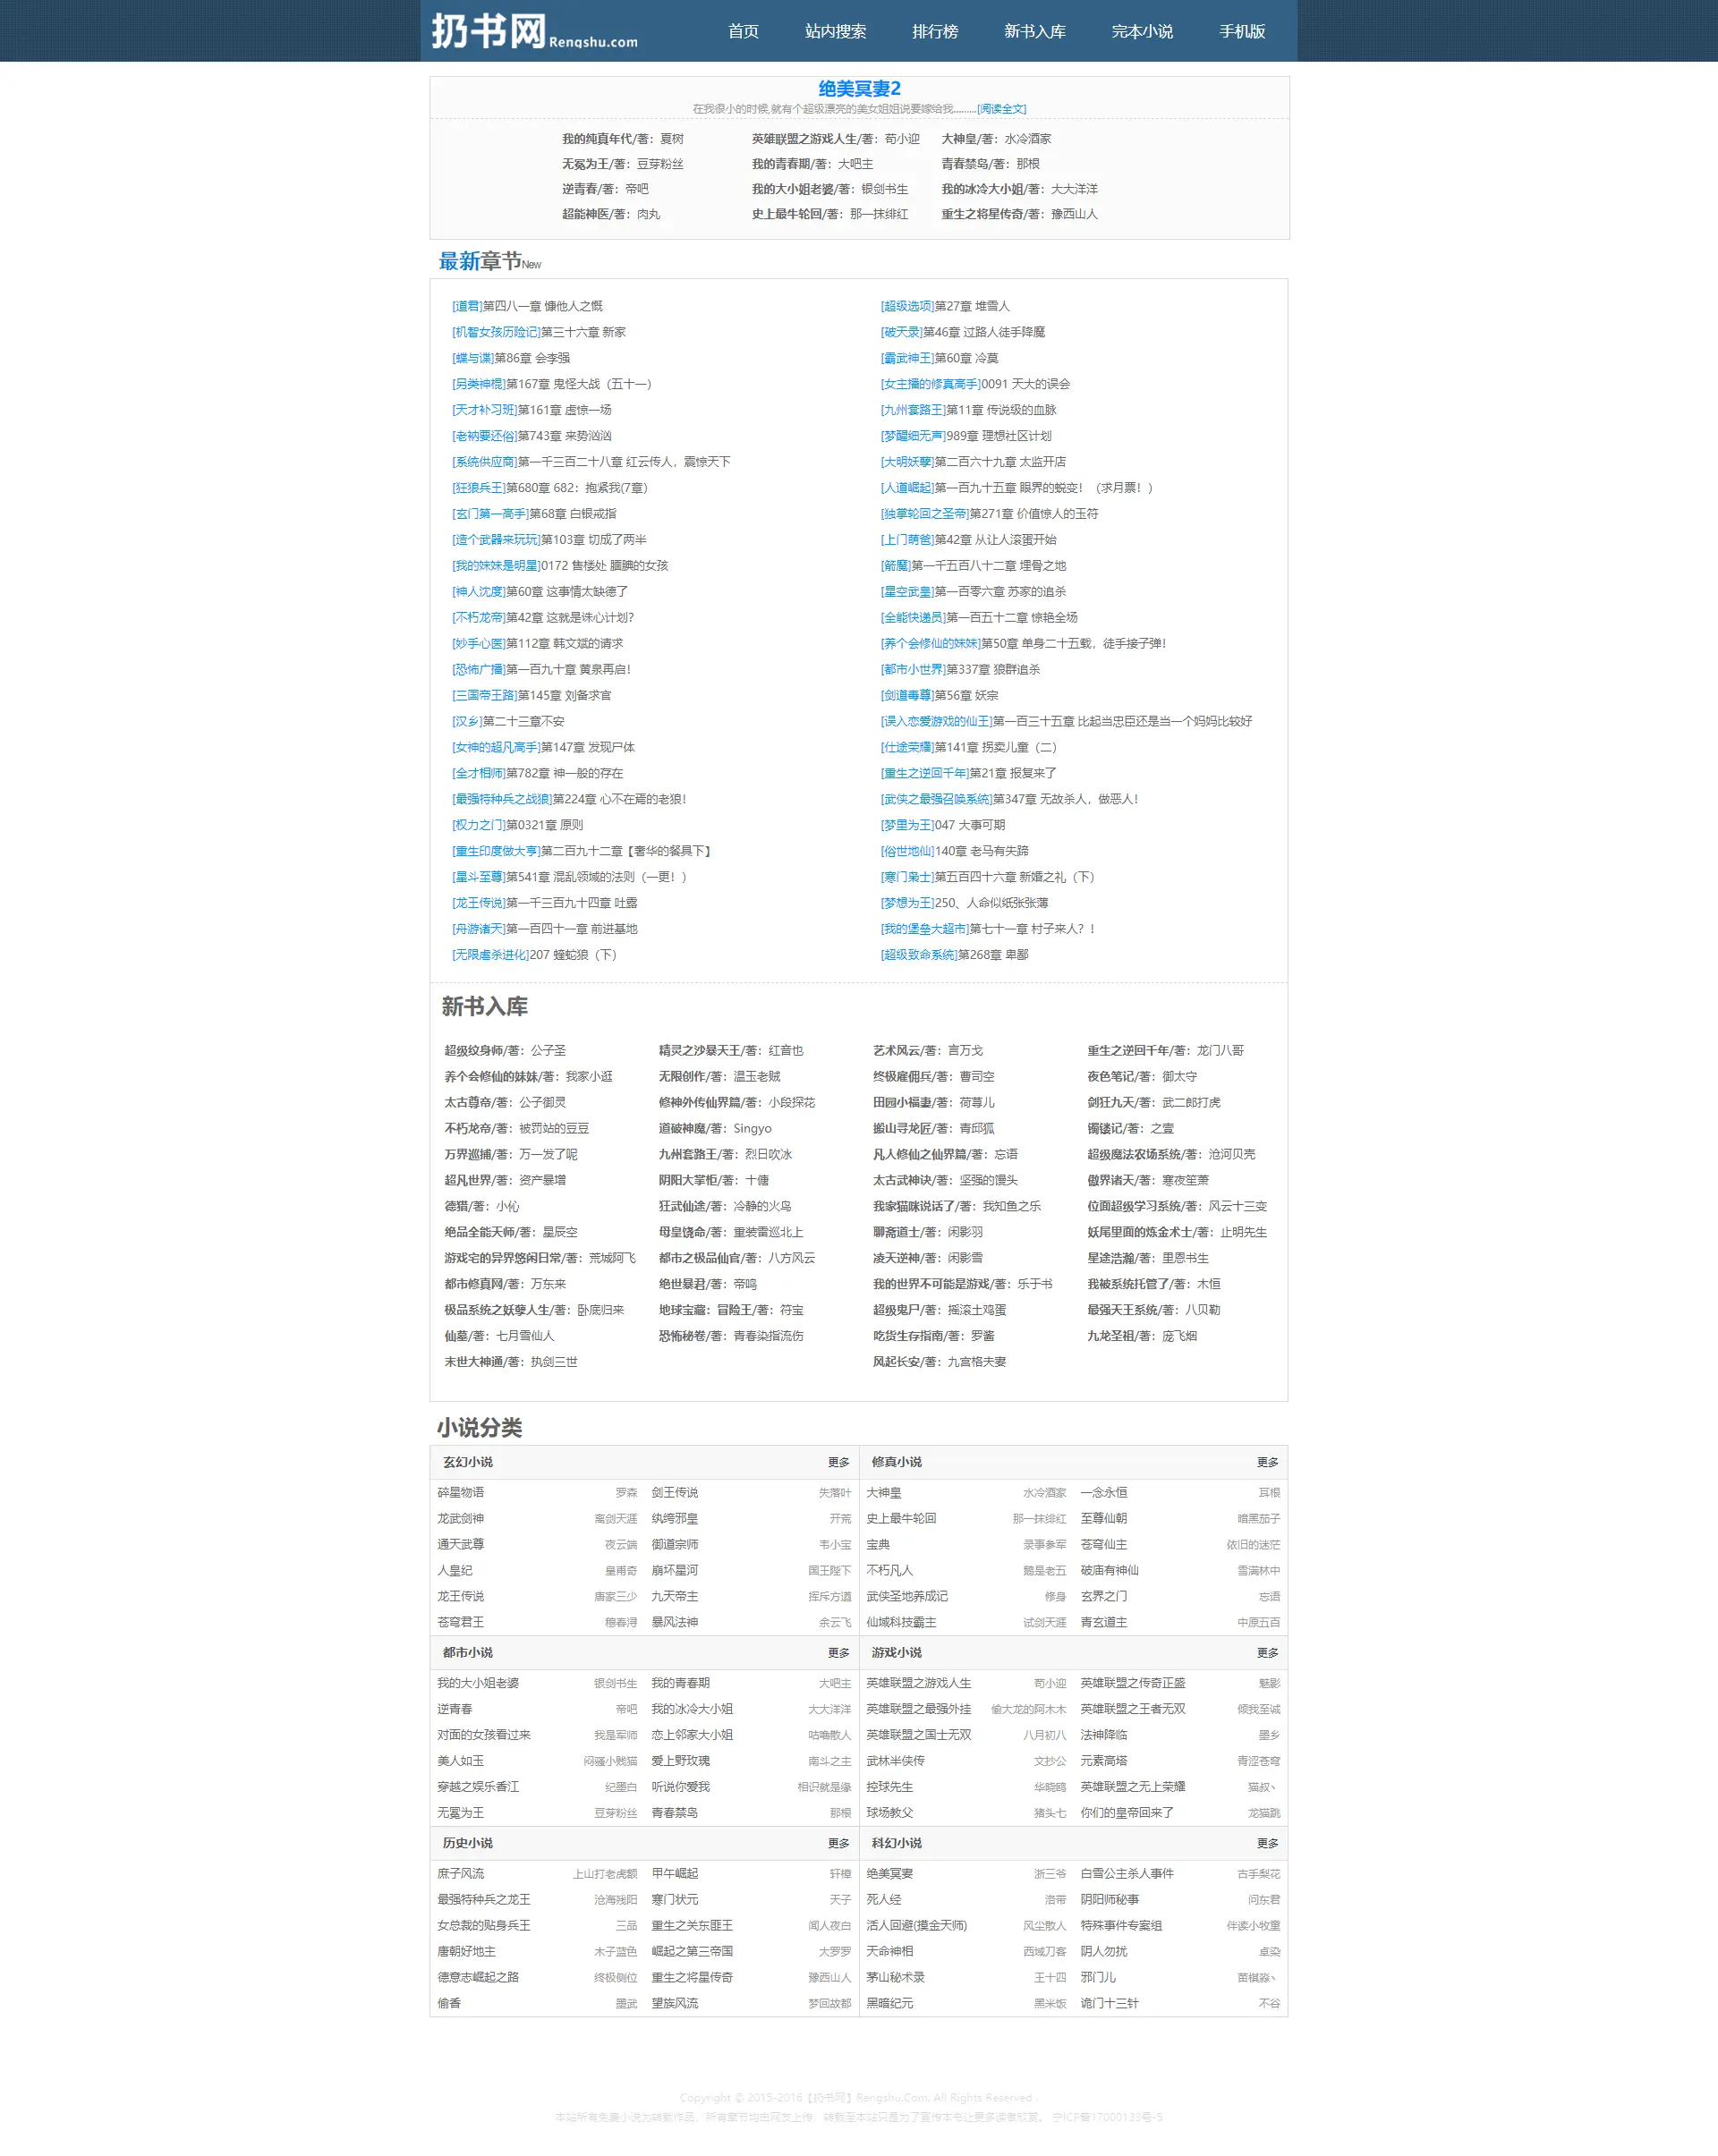 扔书网Rengshu.com
首页 站内搜索 排行榜 新书入库 完本小说 手机版
绝美冥妻2
在我很小的时候,就有个超级漂亮的美女姐姐说要嫁给我.........[阅读全文]
我的纯真年代/著：夏树 英雄联盟之游戏人生/著：荀小迎 大神皇/著：水冷酒家
无冕为王/著：豆芽粉丝 我的青春期/著：大吧主 青春禁岛/著：那根
逆青春/著：帝吧 我的大小姐老婆/著：银剑书生 我的冰冷大小姐/著：大大洋洋
超能神医/著：肉丸 史上最牛轮回/著：那一抹绯红 重生之将星传奇/著：豫西山人
最新章节New
[道君]第四八一章 慷他人之慨 [超级选项]第27章 堆雪人
[机智女孩历险记]第三十六章 新家 [破天录]第46章 过路人徒手降魔
[蝶与谍]第86章 会李强 [霸武神王]第60章 冷莫
[另类神棍]第167章 鬼怪大战（五十一） [女主播的修真高手]0091 天大的误会
[天才补习班]第161章 虚惊一场 [九州套路王]第11章 传说级的血脉
[老衲要还俗]第743章 来势汹汹 [梦醒细无声]989章 理想社区计划
[系统供应商]第一千三百二十八章 红云传人，震惊天下 [大明妖孽]第二百六十九章 太监开店
[狂狼兵王]第680章 682：抱紧我(7章) [人道崛起]第一百九十五章 眼界的蜕变！（求月票！）
[玄门第一高手]第68章 白银戒指 [独掌轮回之圣帝]第271章 价值惊人的玉符
[造个武器来玩玩]第103章 切成了两半 [上门萌爸]第42章 从让人滚蛋开始
[我的妹妹是明星]0172 售楼处 腼腆的女孩 [箭魔]第一千五百八十二章 埋骨之地
[神人沈度]第60章 这事情太缺德了 [星空武皇]第一百零六章 苏家的追杀
[不朽龙帝]第42章 这就是诛心计划？ [全能快递员]第一百五十二章 惊艳全场
[妙手心医]第112章 韩文斌的请求 [养个会修仙的妹妹]第50章 单身二十五载，徒手接子弹！
[恐怖广播]第一百九十章 黄泉再启！ [都市小世界]第337章 狼群追杀
[三国帝王路]第145章 刘备求官 [剑道毒尊]第56章 妖宗
[汉乡]第二十三章不安 [误入恋爱游戏的仙王]第一百三十五章 比起当忠臣还是当一个妈妈比较好
[女神的超凡高手]第147章 发现尸体 [仕途荣耀]第141章 拐卖儿童（二）
[全才相师]第782章 神一般的存在 [重生之逆回千年]第21章 报复来了
[最强特种兵之战狼]第224章 心不在焉的老狼！ [武侠之最强召唤系统]第347章 无故杀人，做恶人！
[权力之门]第0321章 原则 [梦里为王]047 大事可期
[重生印度做大亨]第二百九十二章【奢华的餐具下】 [俗世地仙]140章 老马有失蹄
[星斗至尊]第541章 混乱领域的法则（一更！） [寒门枭士]第五百四十六章 新婚之礼（下）
[龙王传说]第一千三百九十四章 吐露 [梦想为王]250、人命似纸张张薄
[舟游诸天]第一百四十一章 前进基地 [我的堡垒大超市]第七十一章 村子来人？！
[无限虐杀进化]207 蝰蛇狼（下） [超级致命系统]第268章 卑鄙
新书入库
超级纹身师/著：公子圣 精灵之沙暴天王/著：红音也 艺术风云/著：言万戈 重生之逆回千年/著：龙门八哥
养个会修仙的妹妹/著：我家小逛 无限创作/著：温玉老贼 终极雇佣兵/著：曹司空 夜色笔记/著：御太守
太古尊帝/著：公子御灵 修神外传仙界篇/著：小段探花 田园小福妻/著：荷尊儿 剑狂九天/著：武二郎打虎
不朽龙帝/著：被罚站的豆豆 道破神魔/著：Singyo 搬山寻龙匠/著：青邱狐 镯镂记/著：之壹
万界巡捕/著：万一发了呢 九州套路王/著：烈日吹冰 凡人修仙之仙界篇/著：忘语 超级魔法农场系统/著：沧河贝壳
超凡世界/著：资产暴增 阴阳大掌柜/著：十傭 太古武神诀/著：坚强的馒头 傲界诸天/著：寒夜笙萧
德猎/著：小伈 狂武仙途/著：冷静的火鸟 我家猫咪说话了/著：我知鱼之乐 位面超级学习系统/著：风云十三变
绝品全能天师/著：星辰空 母皇饶命/著：重装雷巡北上 聊斋道士/著：闲影羽 妖尾里面的炼金术士/著：止明先生
游戏宅的异界悠闲日常/著：荒城阿飞 都市之极品仙官/著：八方风云 凌天逆神/著：闲影雪 星途浩瀚/著：里恩书生
都市修真网/著：万东来 绝世暴君/著：帝鸣 我的世界不可能是游戏/著：乐于书 我被系统托管了/著：木恒
极品系统之妖孽人生/著：卧底归来 地球宝藏：冒险王/著：符宝 超级鬼尸/著：摇滚土鸡蛋 最强天王系统/著：八贝勒
仙墓/著：七月雪仙人 恐怖秘卷/著：青春染指流伤 吃货生存指南/著：罗酱 九龙圣祖/著：庞飞烟
末世大神通/著：执剑三世 风起长安/著：九宫格夫妻
小说分类
玄幻小说 更多 修真小说 更多
碎星物语 罗森 剑王传说 失落叶 大神皇 水冷酒家 一念永恒 耳根
龙武剑神 离剑天涯 纨绔邪皇 开荒 史上最牛轮回 那一抹绯红 至尊仙朝 暗黑茄子
通天武尊 夜云端 御道宗师 韦小宝 宝典 录事参军 苍穹仙主 依旧的迷茫
人皇纪 皇甫奇 崩坏星河 国王陛下 不朽凡人 鹅是老五 破庙有神仙 雪满林中
龙王传说 唐家三少 九天帝主 挥斥方遒 武侠圣地养成记 修身 玄界之门 忘语
苍穹君王 穆春浔 暴风法神 余云飞 仙域科技霸主 试剑天涯 青玄道主 中原五百
都市小说 更多 游戏小说 更多
我的大小姐老婆 银剑书生 我的青春期 大吧主 英雄联盟之游戏人生 荀小迎 英雄联盟之传奇正盛 魅影
逆青春 帝吧 我的冰冷大小姐 大大洋洋 英雄联盟之最强外挂 偷大龙的阿木木 英雄联盟之王者无双 倾我至诚
对面的女孩看过来 我是军师 恋上邻家大小姐 咕噜散人 英雄联盟之国士无双 八月初八 法神降临 墨乡
美人如玉 闷骚小贱猫 爱上野玫瑰 南斗之主 武林半侠传 文抄公 元素高塔 青涩苍穹
穿越之娱乐香江 纪墨白 听说你爱我 相识就是缘 控球先生 华晓鸥 英雄联盟之无上荣耀 猫叔丶
无冕为王 豆芽粉丝 青春禁岛 那根 球场教父 猪头七 你们的皇帝回来了 龙猫跳
历史小说 更多 科幻小说 更多
庶子风流 上山打老虎额 甲午崛起 轩樟 绝美冥妻 浙三爷 白雪公主杀人事件 古手梨花
最强特种兵之龙王 沧海残阳 寒门状元 天子 死人经 洛带 阴阳师秘事 问东君
女总裁的贴身兵王 三品 重生之关东匪王 闻人夜白 活人回避(摸金天师) 风尘散人 特殊事件专案组 伴读小牧童
唐朝好地主 木子蓝色 崛起之第三帝国 大罗罗 天命神相 西域刀客 阴人勿扰 卓染
德意志崛起之路 终极侧位 重生之将星传奇 豫西山人 茅山秘术录 王十四 邪门儿 苗棋淼丶
偷香 墨武 望族风流 梦回故都 黑暗纪元 黑米饭 诡门十三针 不谷
Copyright © 2015-2016【扔书网】Rengshu.Com. All Rights Reserved .
本站所有免费小说为转载作品，所有章节均由网友上传，转载至本站只是为了宣传本书让更多读者欣赏。 宁ICP备17000133号-5